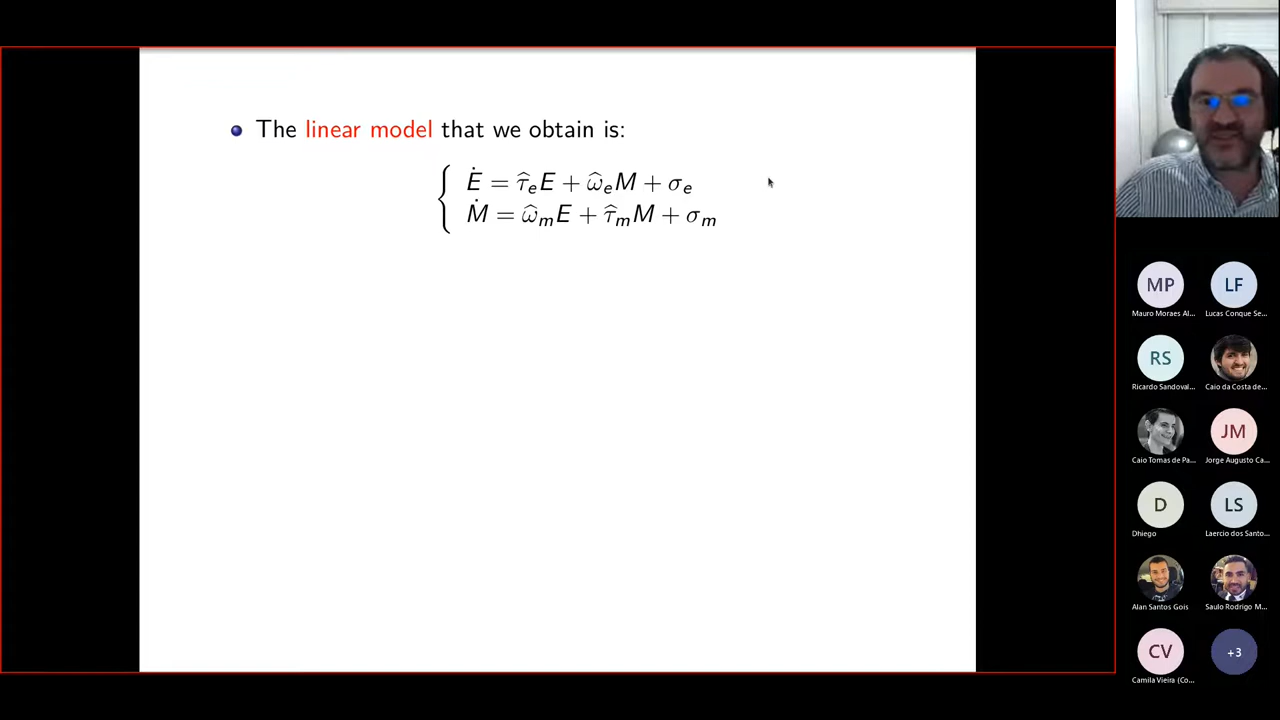 The linear model that we obtain is:
Ė = τ̂ₑE + ω̂ₑM + σₑ
Ṁ = ω̂ₘE + τ̂ₘM + σₘ
MP
LF
Mauro Moraes Al...
Lucas Conque Se...
RS
Ricardo Sandoval...
Caio da Costa de...
JM
Caio Tomas de Pa...
Jorge Augusto Ca...
D
LS
Dhiego
Laercio dos Santo...
Alan Santos Gois
Saulo Rodrigo M...
CV
+3
Camila Vieira (Co...